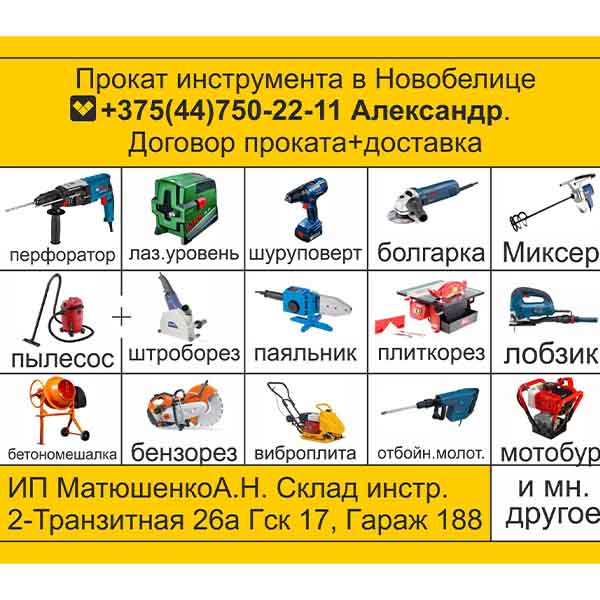 Прокат инструмента в Новобелице
+375(44)750-22-11 Александр.
Договор проката+доставка
перфоратор
лаз.уровень
шуруповерт
болгарка
Миксер
пылесос
+
штроборез
паяльник
плиткорез
лобзик
бетономешалка
бензорез
виброплита
отбойн.молот.
мотобур
ИП МатюшенкоА.Н. Склад инстр.
2-Транзитная 26а Гск 17, Гараж 188
и мн.
другое